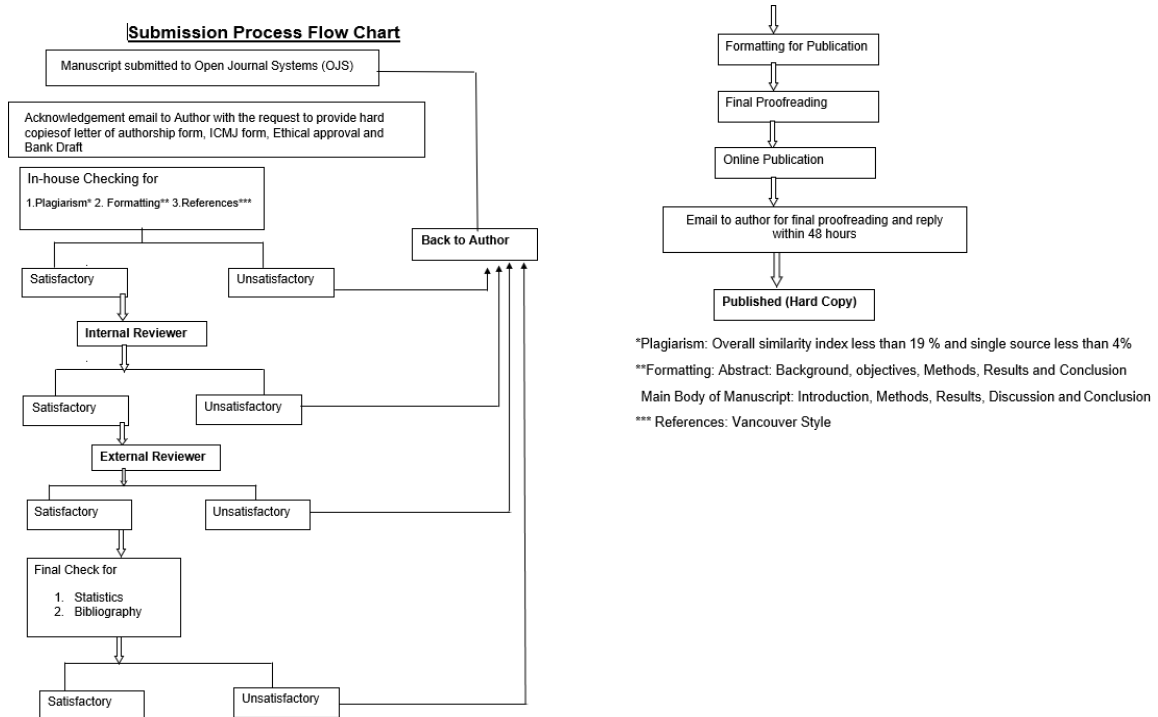 Submission Process Flow Chart
Manuscript submitted to Open Journal Systems (OJS)
Acknowledgement email to Author with the request to provide hard
copiesof letter of authorship form, ICMJ form, Ethical approval and
Bank Draft
In-house Checking for
1.Plagiarism* 2. Formatting** 3.References***
Back to Author
Satisfactory
Unsatisfactory
Internal Reviewer
Satisfactory
Unsatisfactory
External Reviewer
Satisfactory
Unsatisfactory
Final Check for
1. Statistics
2. Bibliography
Satisfactory
Unsatisfactory
Formatting for Publication
Final Proofreading
Online Publication
Email to author for final proofreading and reply
within 48 hours
Published (Hard Copy)
*Plagiarism: Overall similarity index less than 19 % and single source less than 4%
**Formatting: Abstract: Background, objectives, Methods, Results and Conclusion
Main Body of Manuscript: Introduction, Methods, Results, Discussion and Conclusion
*** References: Vancouver Style